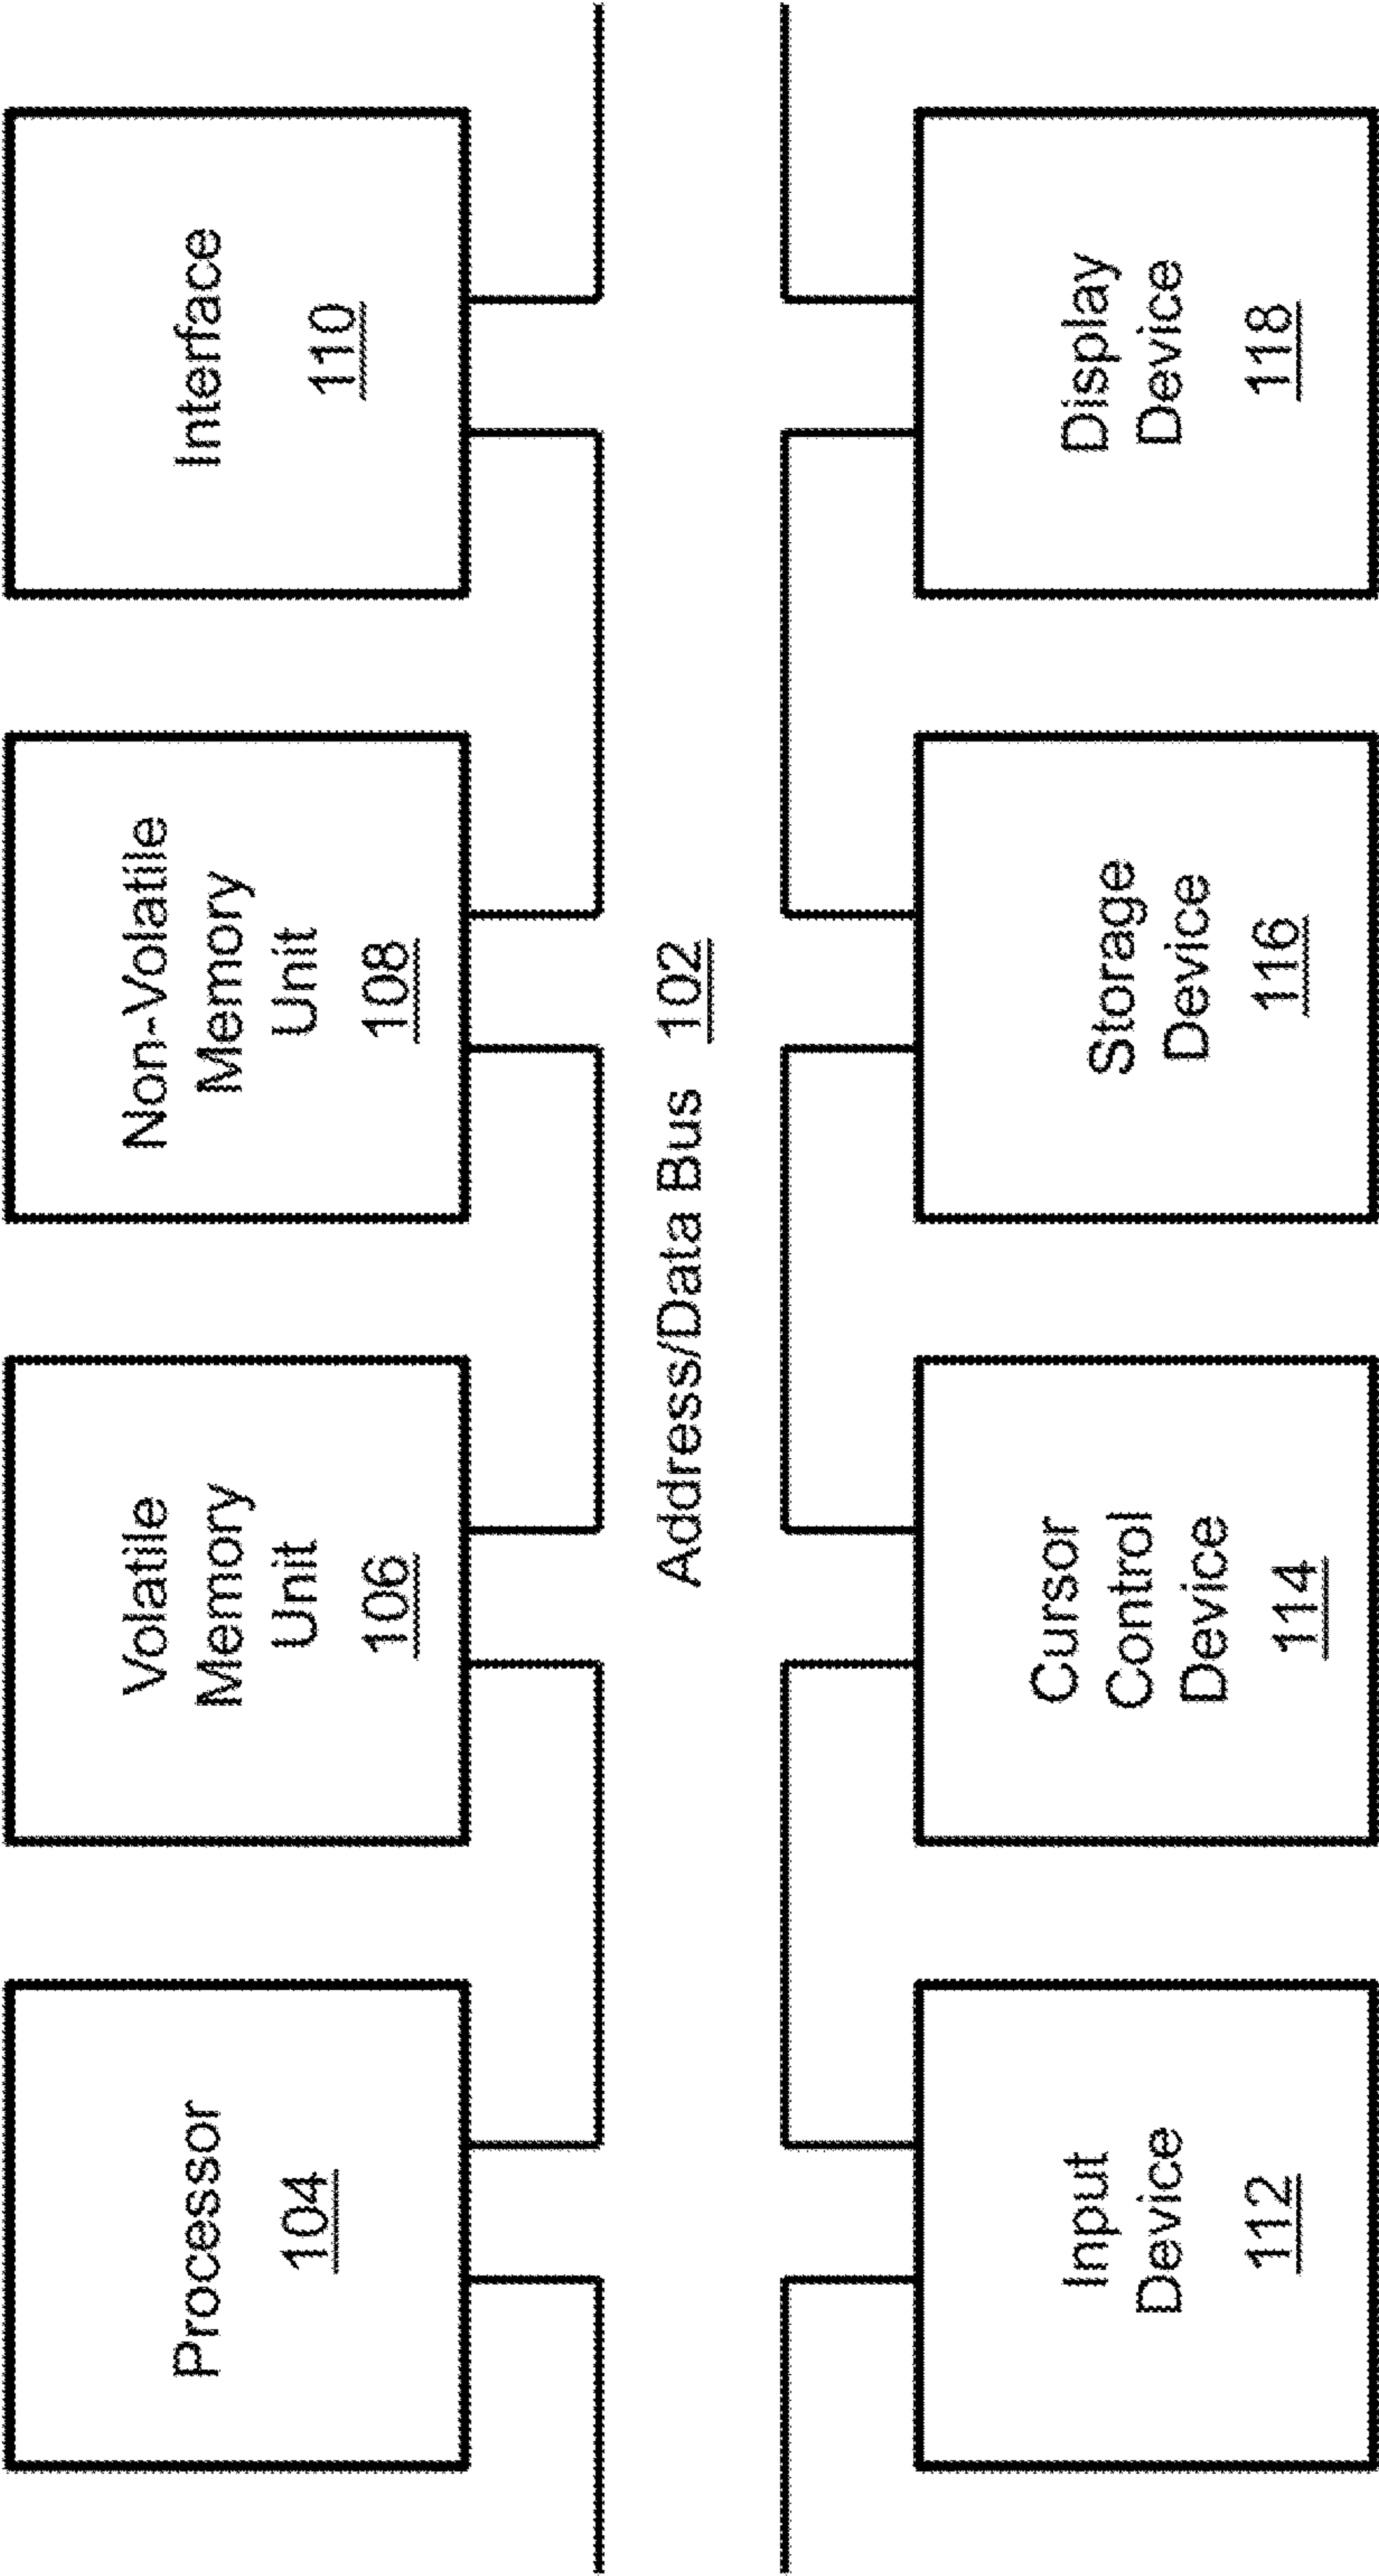 Processor
104
Volatile
Memory
Unit
106
Non-Volatile
Memory
Unit
108
Interface
110
Address/Data Bus 102
Input
Device
112
Cursor
Control
Device
114
Storage
Device
116
Display
Device
118